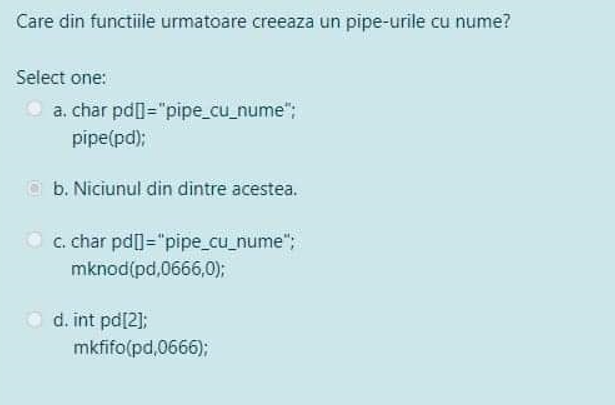 Care din functiile urmatoare creeaza un pipe-urile cu nume?
Select one:
a. char pd[]="pipe_cu_nume";
pipe(pd);
b. Niciunul din dintre acestea.
c. char pd[]="pipe_cu_nume";
mknod(pd,0666,0);
d. int pd[2];
mkfifo(pd,0666);